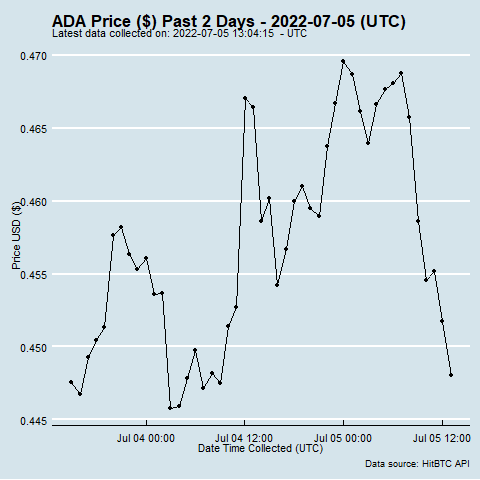 ADA Price ($) Past 2 Days - 2022-07-05 (UTC)
Latest data collected on: 2022-07-05 13:04:15 - UTC
0.470
0.465
0.460
0.455
0.450
0.445
Price USD ($)
Jul 04 00:00 Jul 04 12:00 Jul 05 00:00 Jul 05 12:00
Date Time Collected (UTC)
Data source: HitBTC API